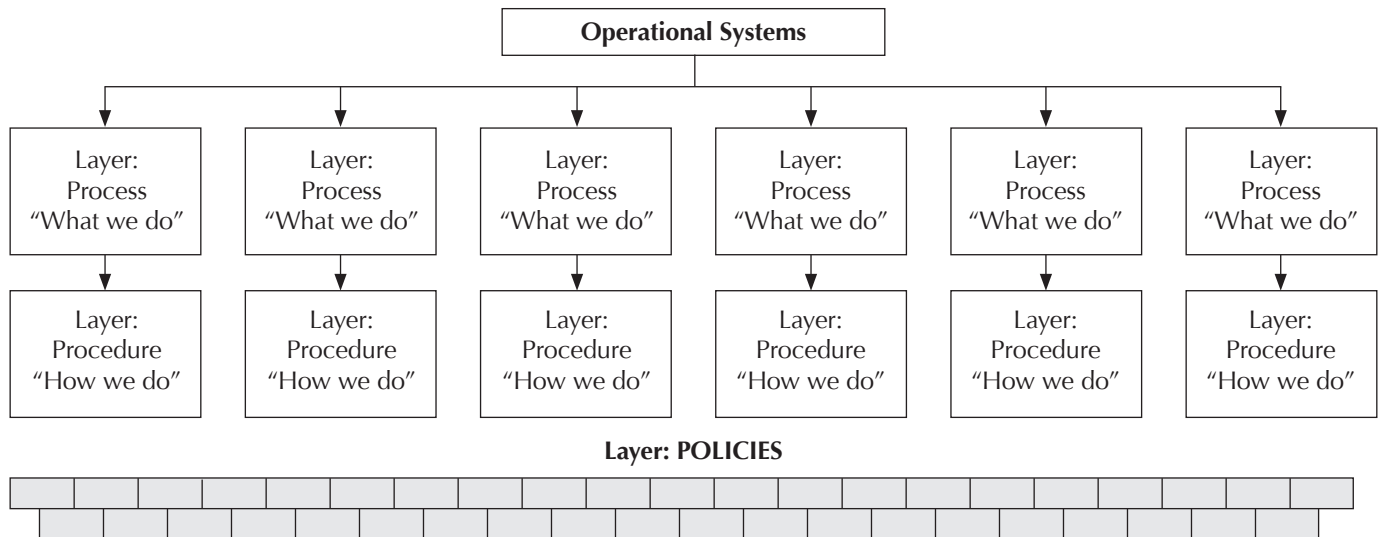 Operational Systems
Layer:
Process
“What we do”
Layer:
Process
“What we do”
Layer:
Process
“What we do”
Layer:
Process
“What we do”
Layer:
Process
“What we do”
Layer:
Process
“What we do”
Layer:
Procedure
“How we do”
Layer:
Procedure
“How we do”
Layer:
Procedure
“How we do”
Layer:
Procedure
“How we do”
Layer:
Procedure
“How we do”
Layer:
Procedure
“How we do”
Layer: POLICIES